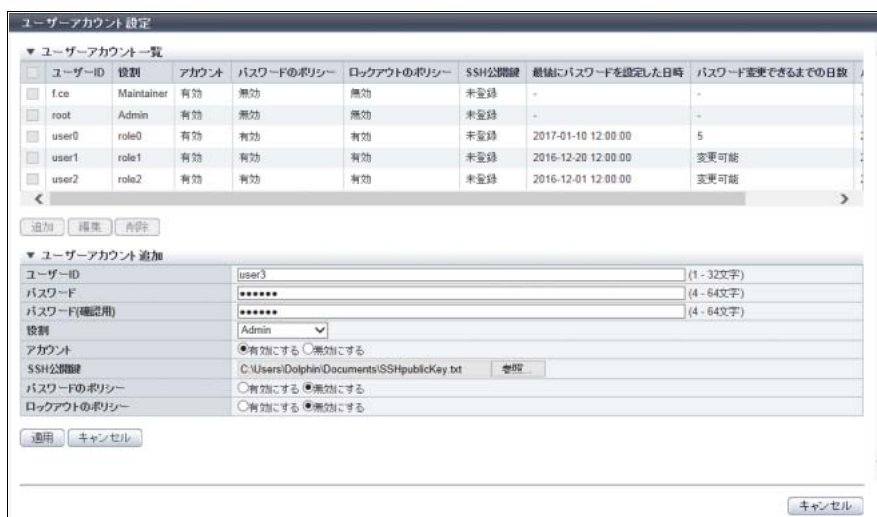 ユーザーアカウント設定
▼ ユーザーアカウント一覧
ユーザーID 役割 アカウント パスワードのポリシー ロックアウトのポリシー SSH公開鍵 最後にパスワードを設定した日時 パスワード変更できるまでの日数
f.ce Maintainer 有効 無効 無効 未登録 - -
root Admin 有効 無効 無効 未登録 - -
user0 role0 有効 有効 有効 未登録 2017-01-10 12:00:00 5
user1 role1 有効 有効 有効 未登録 2016-12-20 12:00:00 変更可能
user2 role2 有効 有効 有効 未登録 2016-12-01 12:00:00 変更可能
追加 編集 削除
▼ ユーザーアカウント追加
ユーザーID user3 (1 - 32文字)
パスワード •••••• (4 - 64文字)
パスワード(確認用) •••••• (4 - 64文字)
役割 Admin
アカウント 有効にする 無効にする
SSH公開鍵 C:\Users\Dolphin\Documents\SSHpublicKey.txt 参照...
パスワードのポリシー 有効にする 無効にする
ロックアウトのポリシー 有効にする 無効にする
適用 キャンセル
キャンセル